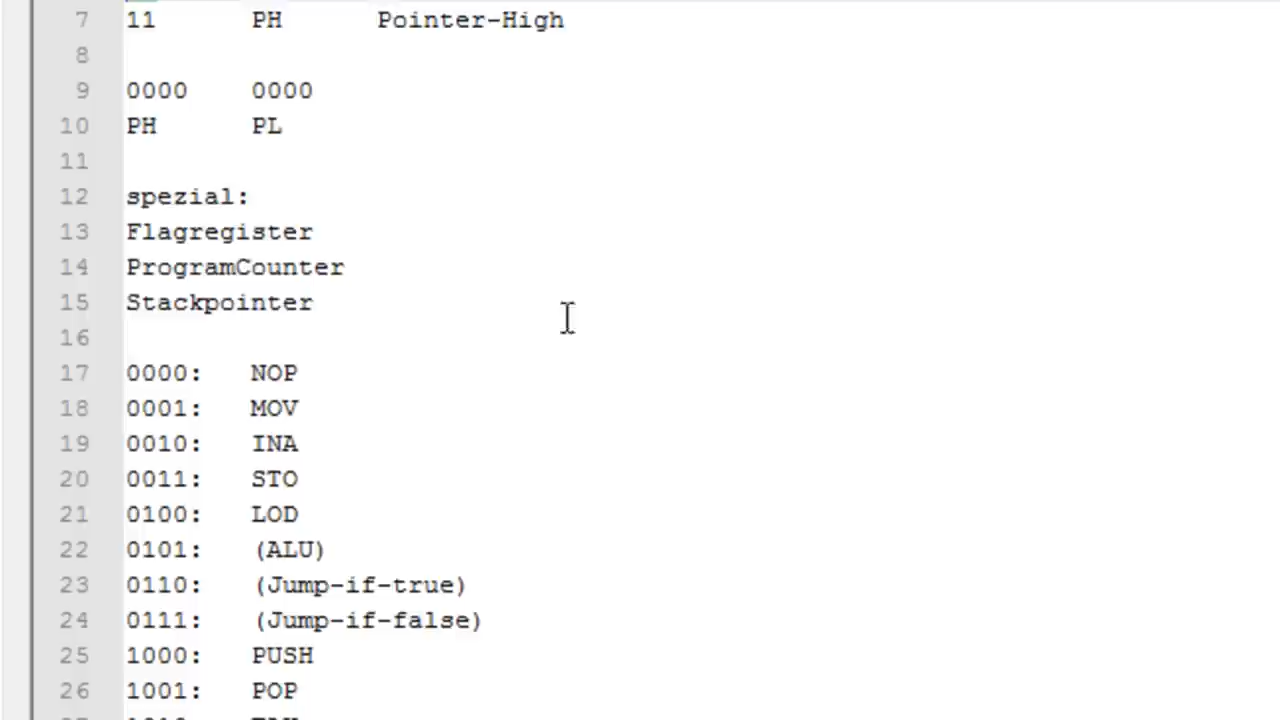 7 11 PH Pointer-High
8
9 0000 0000
10 PH PL
11
12 spezial:
13 Flagregister
14 ProgramCounter
15 Stackpointer
16
17 0000: NOP
18 0001: MOV
19 0010: INA
20 0011: STO
21 0100: LOD
22 0101: (ALU)
23 0110: (Jump-if-true)
24 0111: (Jump-if-false)
25 1000: PUSH
26 1001: POP